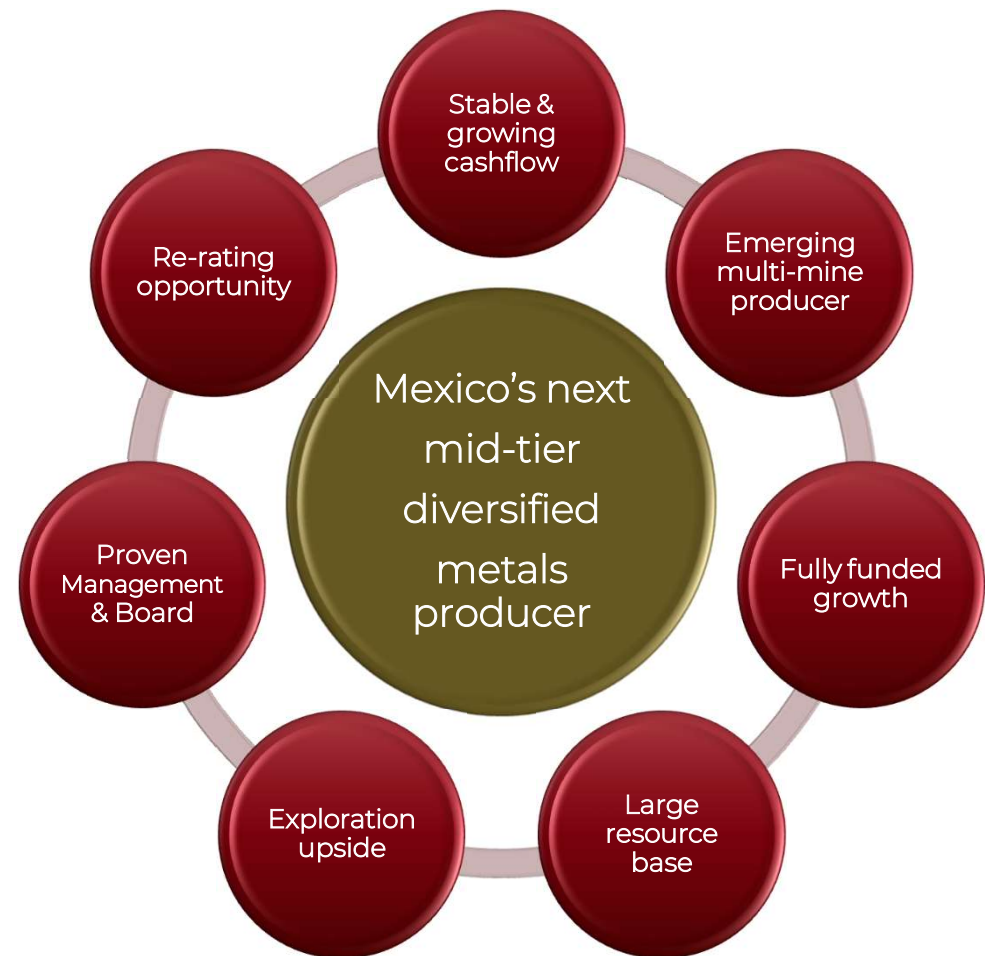 Stable &
growing
cashflow
Emerging
multi-mine
producer
Fully funded
growth
Large
resource
base
Exploration
upside
Proven
Management
& Board
Re-rating
opportunity
Mexico’s next
mid-tier
diversified
metals
producer